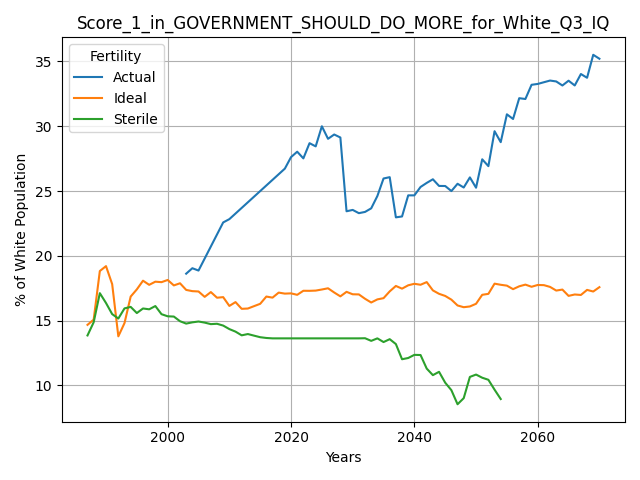 Score_1_in_GOVERNMENT_SHOULD_DO_MORE_for_White_Q3_IQ
Fertility
Actual
Ideal
Sterile
% of White Population
35
30
25
20
15
10
2000
2020
2040
2060
Years